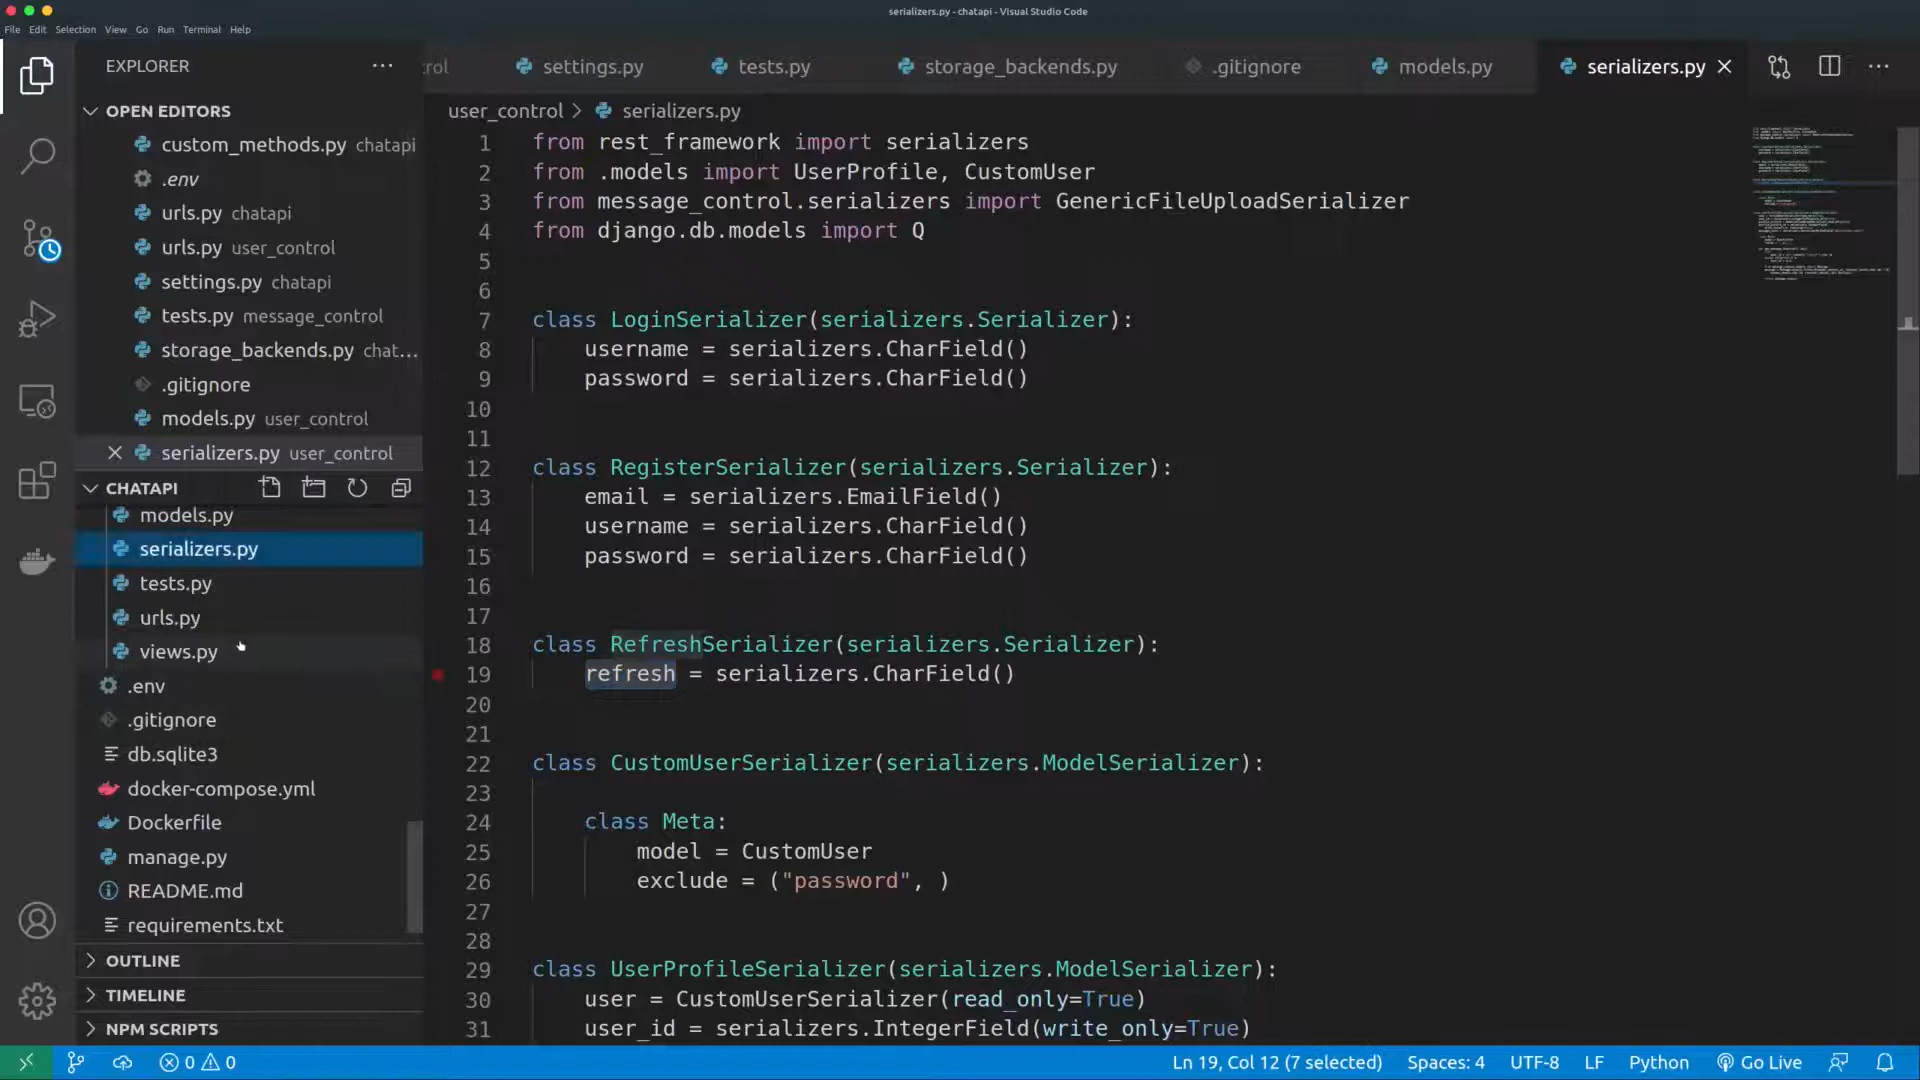 serializers.py - chatapi - Visual Studio Code
File Edit Selection View Go Run Terminal Help
EXPLORER
OPEN EDITORS
custom_methods.py chatapi
.env
urls.py chatapi
urls.py user_control
settings.py chatapi
tests.py message_control
storage_backends.py chat...
.gitignore
models.py user_control
serializers.py user_control
CHATAPI
models.py
serializers.py
tests.py
urls.py
views.py
.env
.gitignore
db.sqlite3
docker-compose.yml
Dockerfile
manage.py
README.md
requirements.txt
OUTLINE
TIMELINE
NPM SCRIPTS
rol settings.py tests.py storage_backends.py .gitignore models.py serializers.py
user_control > serializers.py
1 from rest_framework import serializers
2 from .models import UserProfile, CustomUser
3 from message_control.serializers import GenericFileUploadSerializer
4 from django.db.models import Q
5
6
7 class LoginSerializer(serializers.Serializer):
8 username = serializers.CharField()
9 password = serializers.CharField()
10
11
12 class RegisterSerializer(serializers.Serializer):
13 email = serializers.EmailField()
14 username = serializers.CharField()
15 password = serializers.CharField()
16
17
18 class RefreshSerializer(serializers.Serializer):
19 refresh = serializers.CharField()
20
21
22 class CustomUserSerializer(serializers.ModelSerializer):
23
24 class Meta:
25 model = CustomUser
26 exclude = ("password", )
27
28
29 class UserProfileSerializer(serializers.ModelSerializer):
30 user = CustomUserSerializer(read_only=True)
31 user_id = serializers.IntegerField(write_only=True)
0 0 Ln 19, Col 12 (7 selected) Spaces: 4 UTF-8 LF Python Go Live